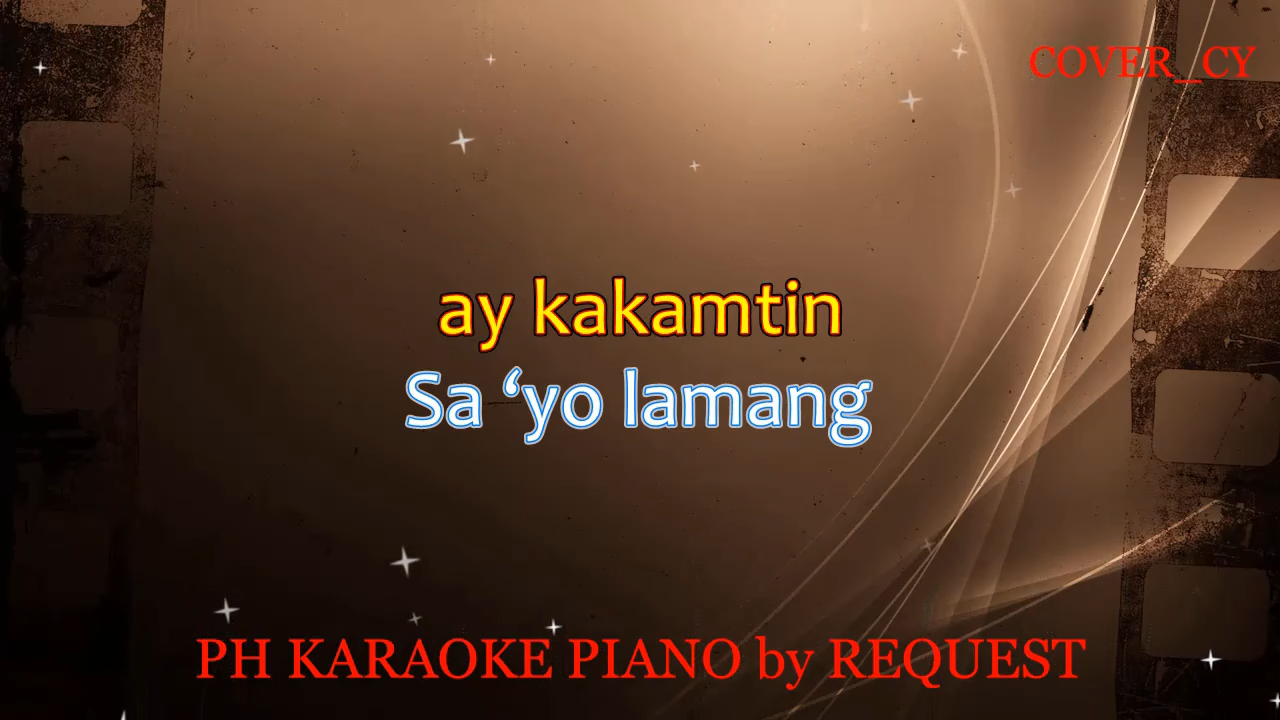 COVER_CY
ay kakamtin
Sa ‘yo lamang
PH KARAOKE PIANO by REQUEST